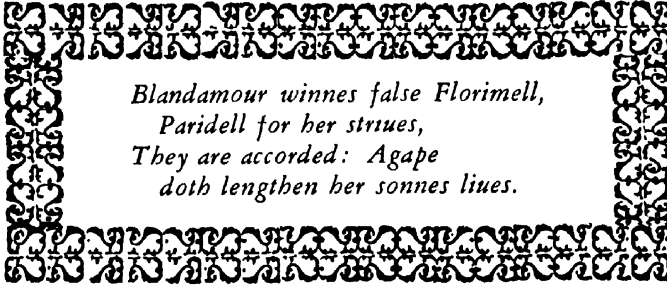 Blandamour winnes false Florimell,
Paridell for her striues,
They are accorded: Agape
doth lengthen her sonnes liues.